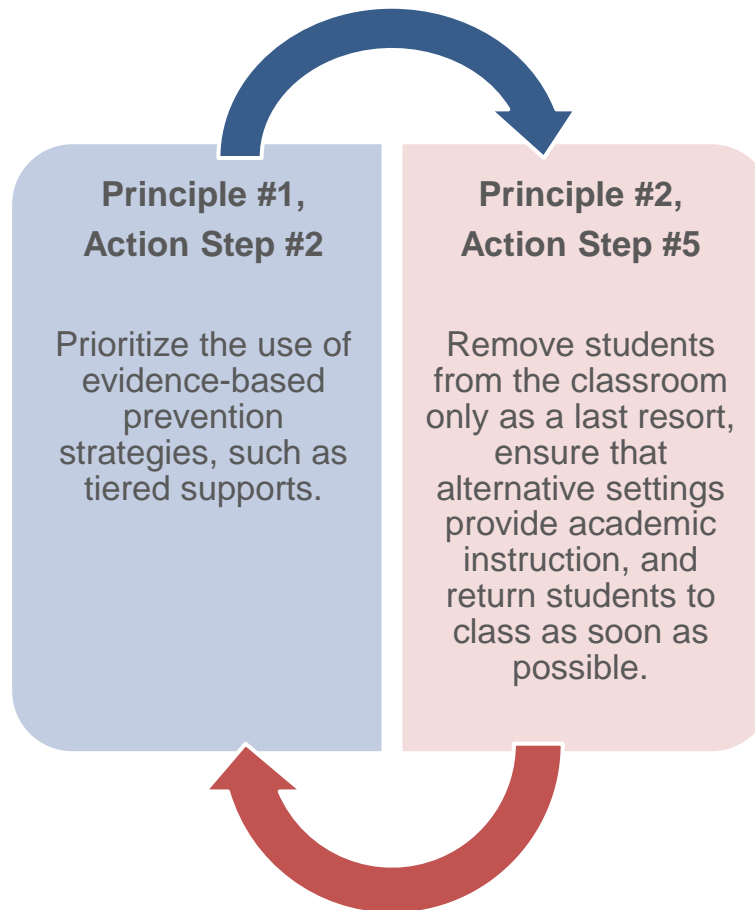 Principle #1,
Action Step #2
Prioritize the use of
evidence-based
prevention
strategies, such as
tiered supports.
Principle #2,
Action Step #5
Remove students
from the classroom
only as a last resort,
ensure that
alternative settings
provide academic
instruction, and
return students to
class as soon as
possible.